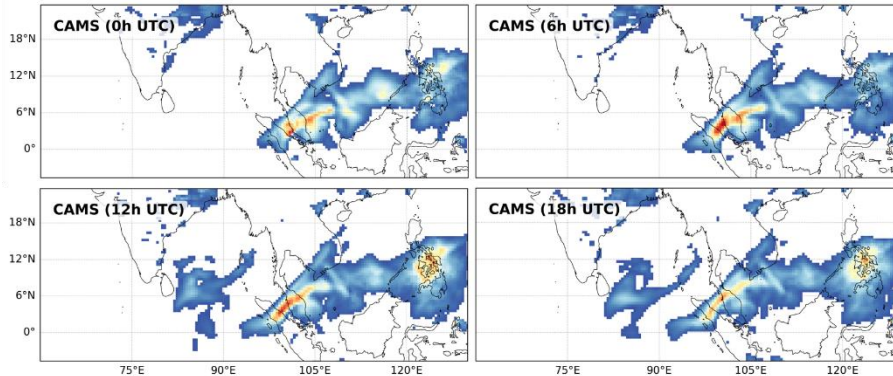 CAMS (0h UTC)
CAMS (6h UTC)
18°N
12°N
6°N
0°
CAMS (12h UTC)
CAMS (18h UTC)
18°N
12°N
6°N
0°
75°E
90°E
105°E
120°E
75°E
90°E
105°E
120°E